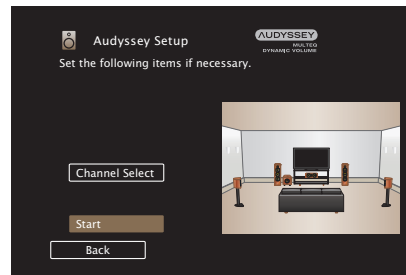 Audyssey Setup
AUDYSSEY
MULTEQ
DYNAMIC VOLUME
Set the following items if necessary.
Channel Select
Start
Back